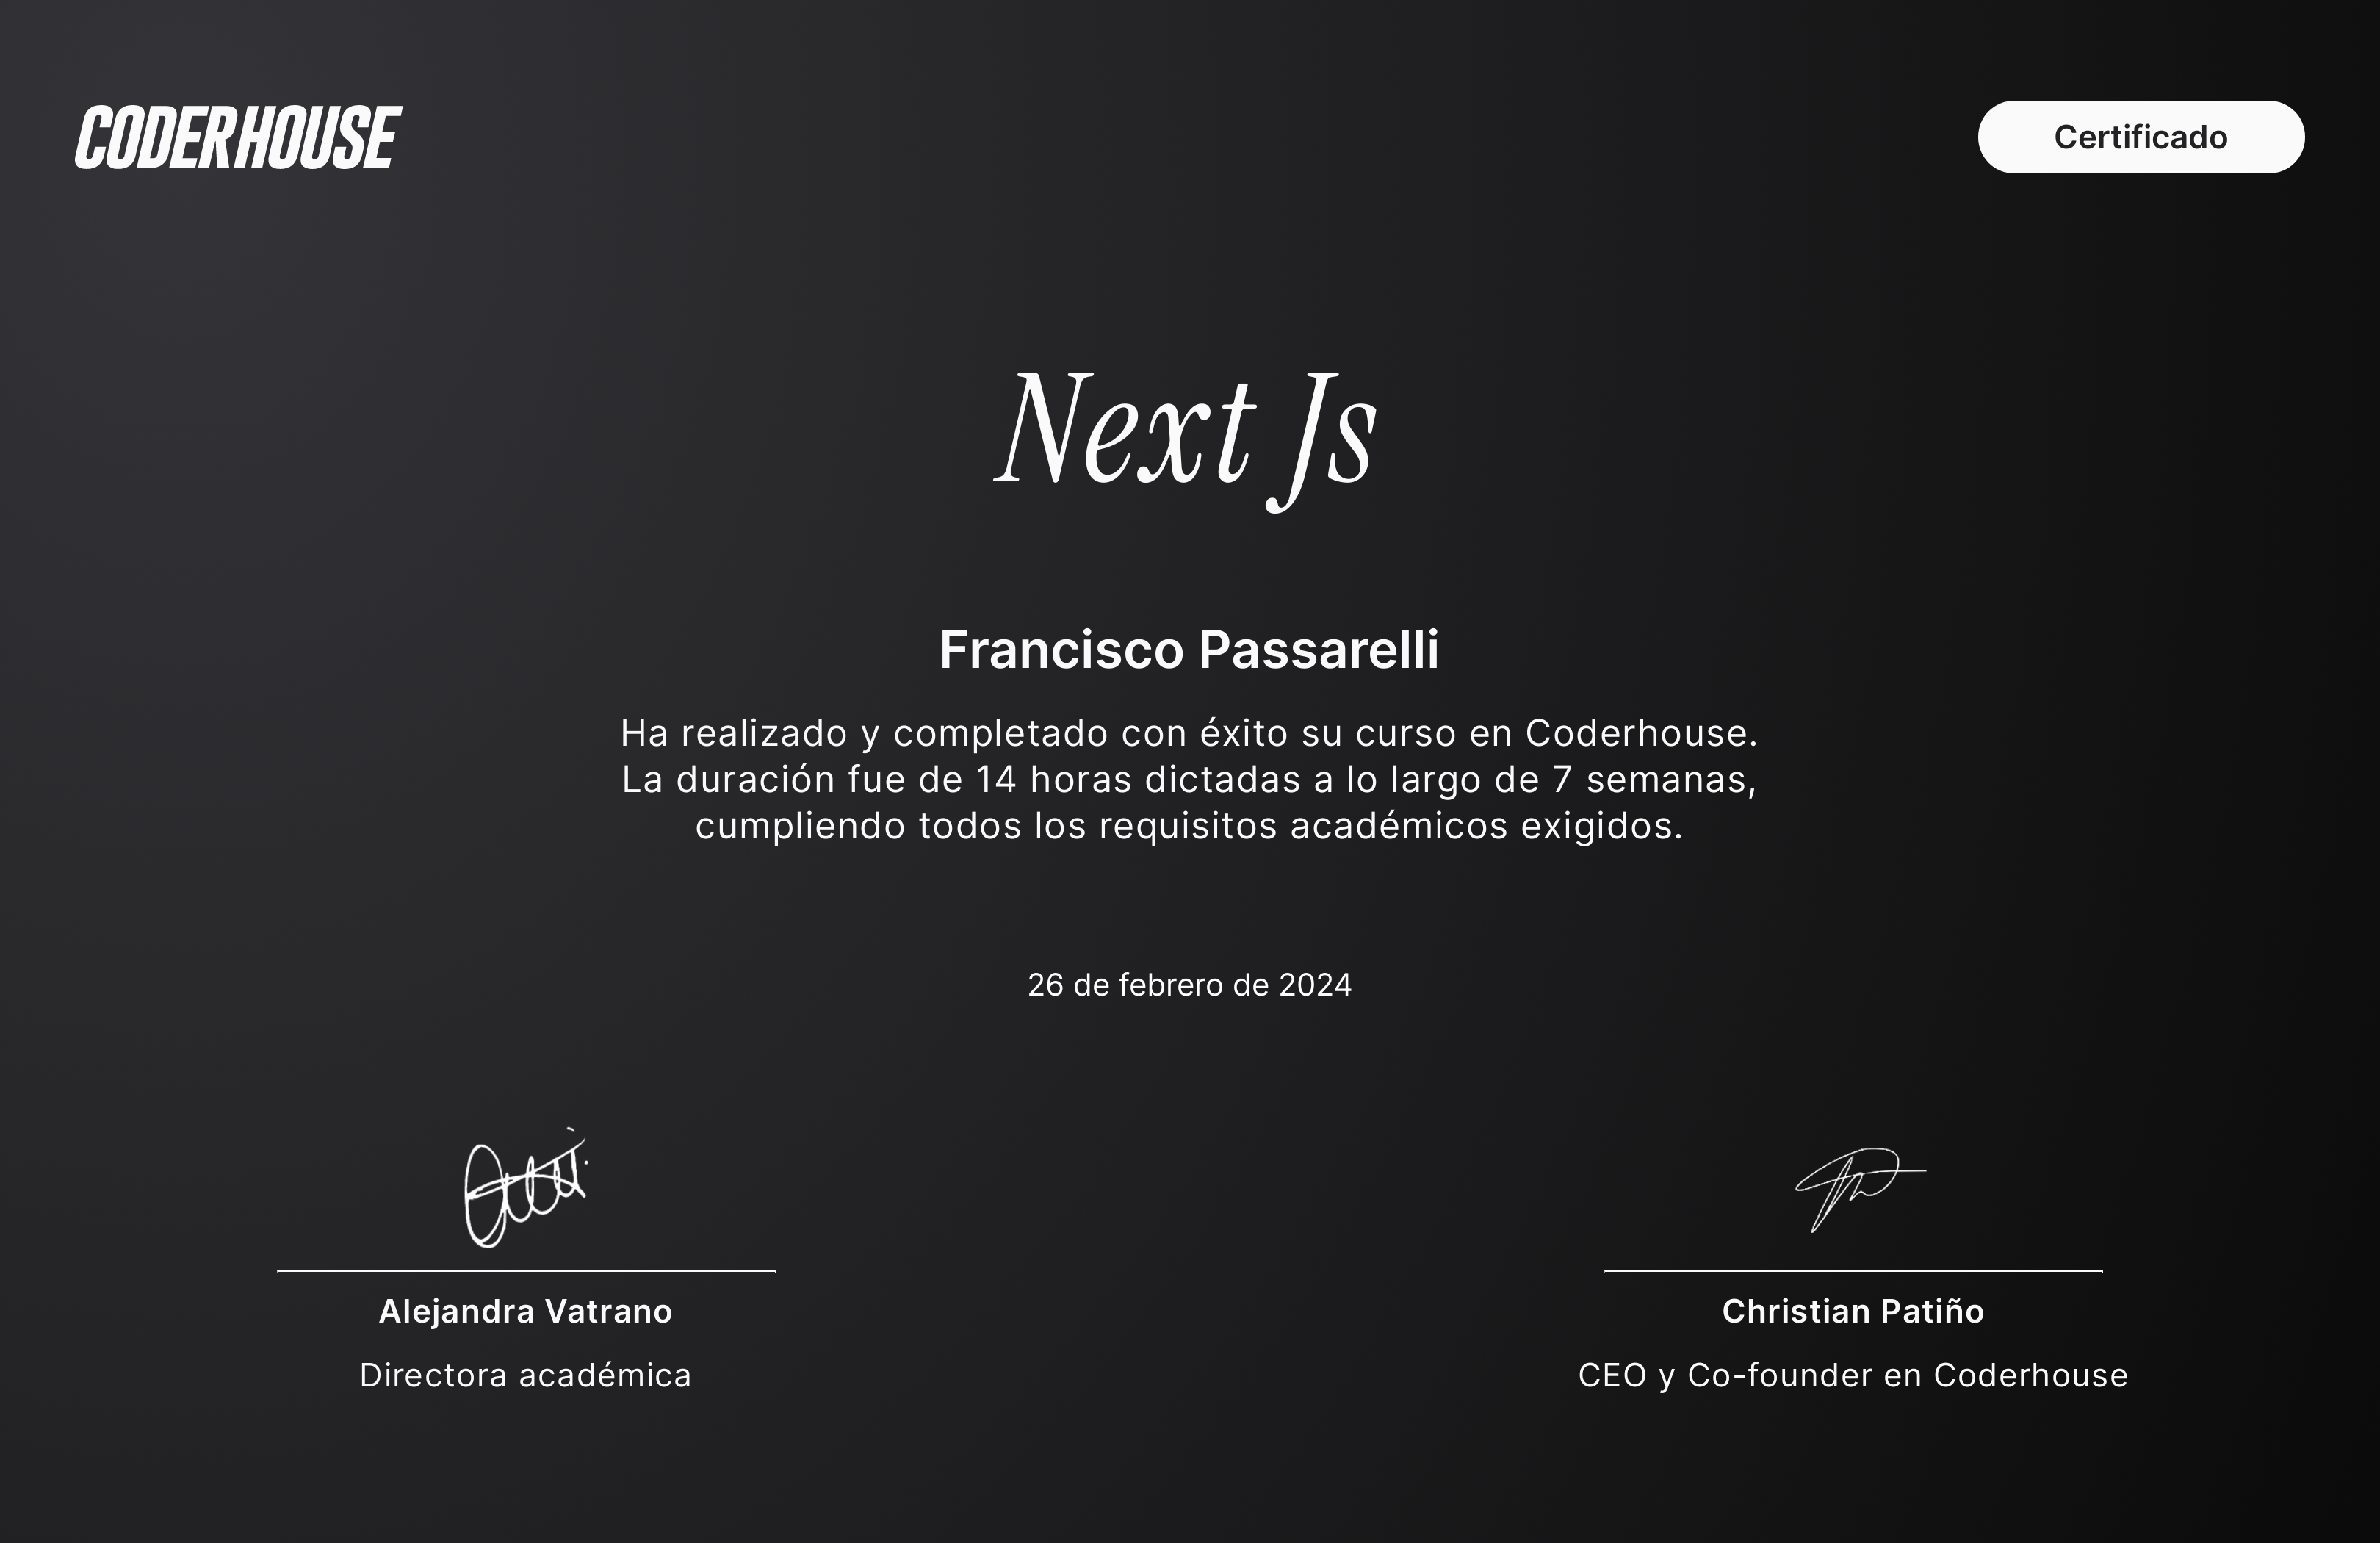 CODERHOUSE
Certificado
Next Js
Francisco Passarelli
Ha realizado y completado con éxito su curso en Coderhouse.
La duración fue de 14 horas dictadas a lo largo de 7 semanas,
cumpliendo todos los requisitos académicos exigidos.
26 de febrero de 2024
Alejandra Vatrano
Directora académica
Christian Patiño
CEO y Co-founder en Coderhouse